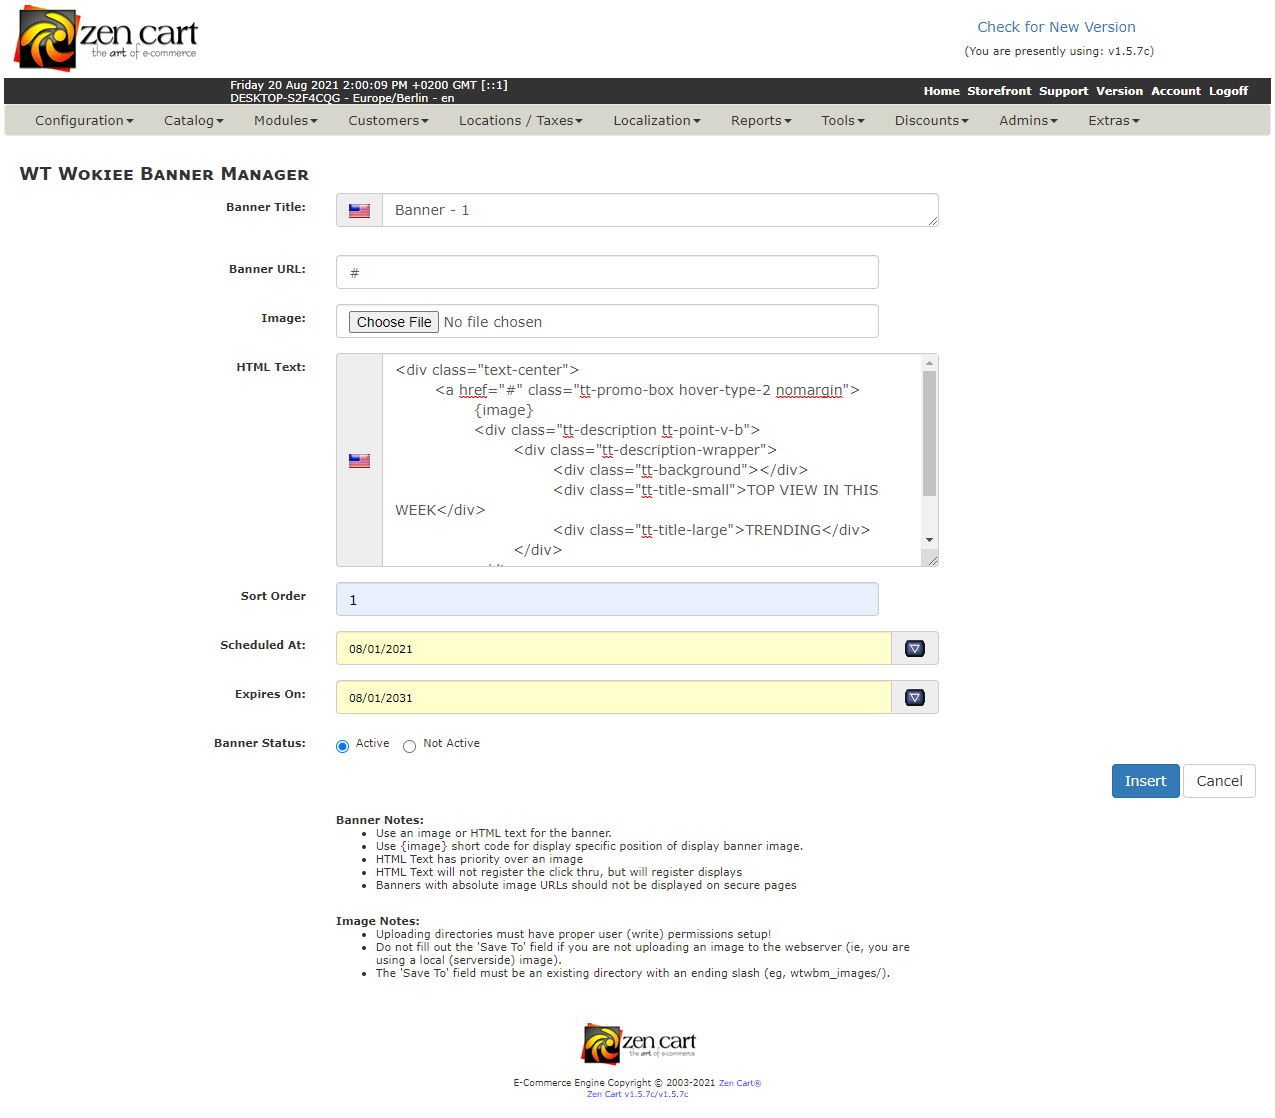 zen cart
the art of e-commerce
Check for New Version
(You are presently using: v1.5.7c)
Friday 20 Aug 2021 2:00:09 PM +0200 GMT [::1]
DESKTOP-S2F4CQG - Europe/Berlin - en
Home Storefront Support Version Account Logoff
Configuration Catalog Modules Customers Locations / Taxes Localization Reports Tools Discounts Admins Extras
WT Wokiee Banner Manager
Banner Title: Banner - 1
Banner URL: #
Image: Choose File No file chosen
HTML Text:
<div class="text-center">
<a href="#" class="tt-promo-box hover-type-2 nomargin">
{image}
<div class="tt-description tt-point-v-b">
<div class="tt-description-wrapper">
<div class="tt-background"></div>
<div class="tt-title-small">TOP VIEW IN THIS
WEEK</div>
<div class="tt-title-large">TRENDING</div>
</div>
Sort Order 1
Scheduled At: 08/01/2021
Expires On: 08/01/2031
Banner Status: Active Not Active
Insert Cancel
Banner Notes:
• Use an image or HTML text for the banner.
• Use {image} short code for display specific position of display banner image.
• HTML Text has priority over an image
• HTML Text will not register the click thru, but will register displays
• Banners with absolute image URLs should not be displayed on secure pages
Image Notes:
• Uploading directories must have proper user (write) permissions setup!
• Do not fill out the 'Save To' field if you are not uploading an image to the webserver (ie, you are
using a local (serverside) image).
• The 'Save To' field must be an existing directory with an ending slash (eg, wtwbm_images/).
zen cart
the art of e-commerce
E-Commerce Engine Copyright © 2003-2021 Zen Cart®
Zen Cart v1.5.7c/v1.5.7c